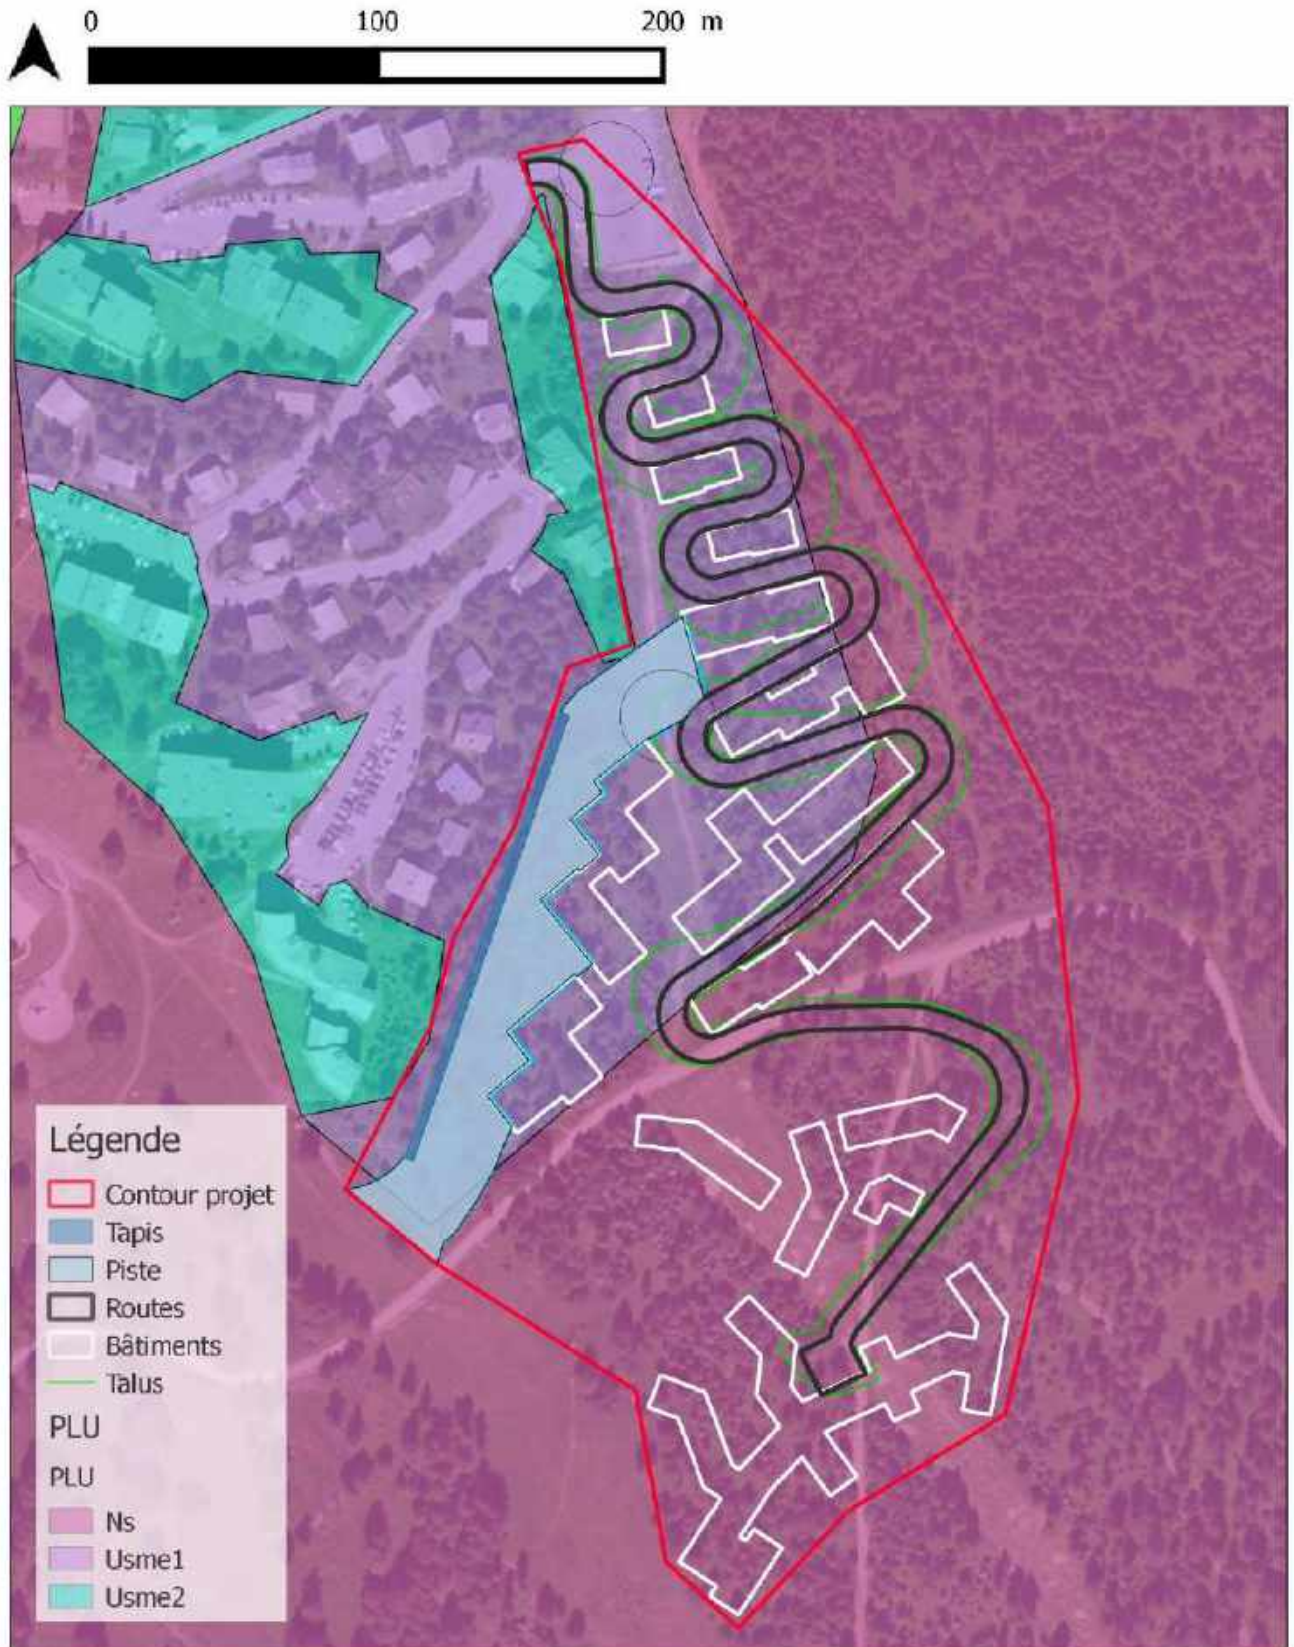 0 100 200 m
Légende
Contour projet
Tapis
Piste
Routes
Bâtiments
Talus
PLU
PLU
Ns
Usme1
Usme2